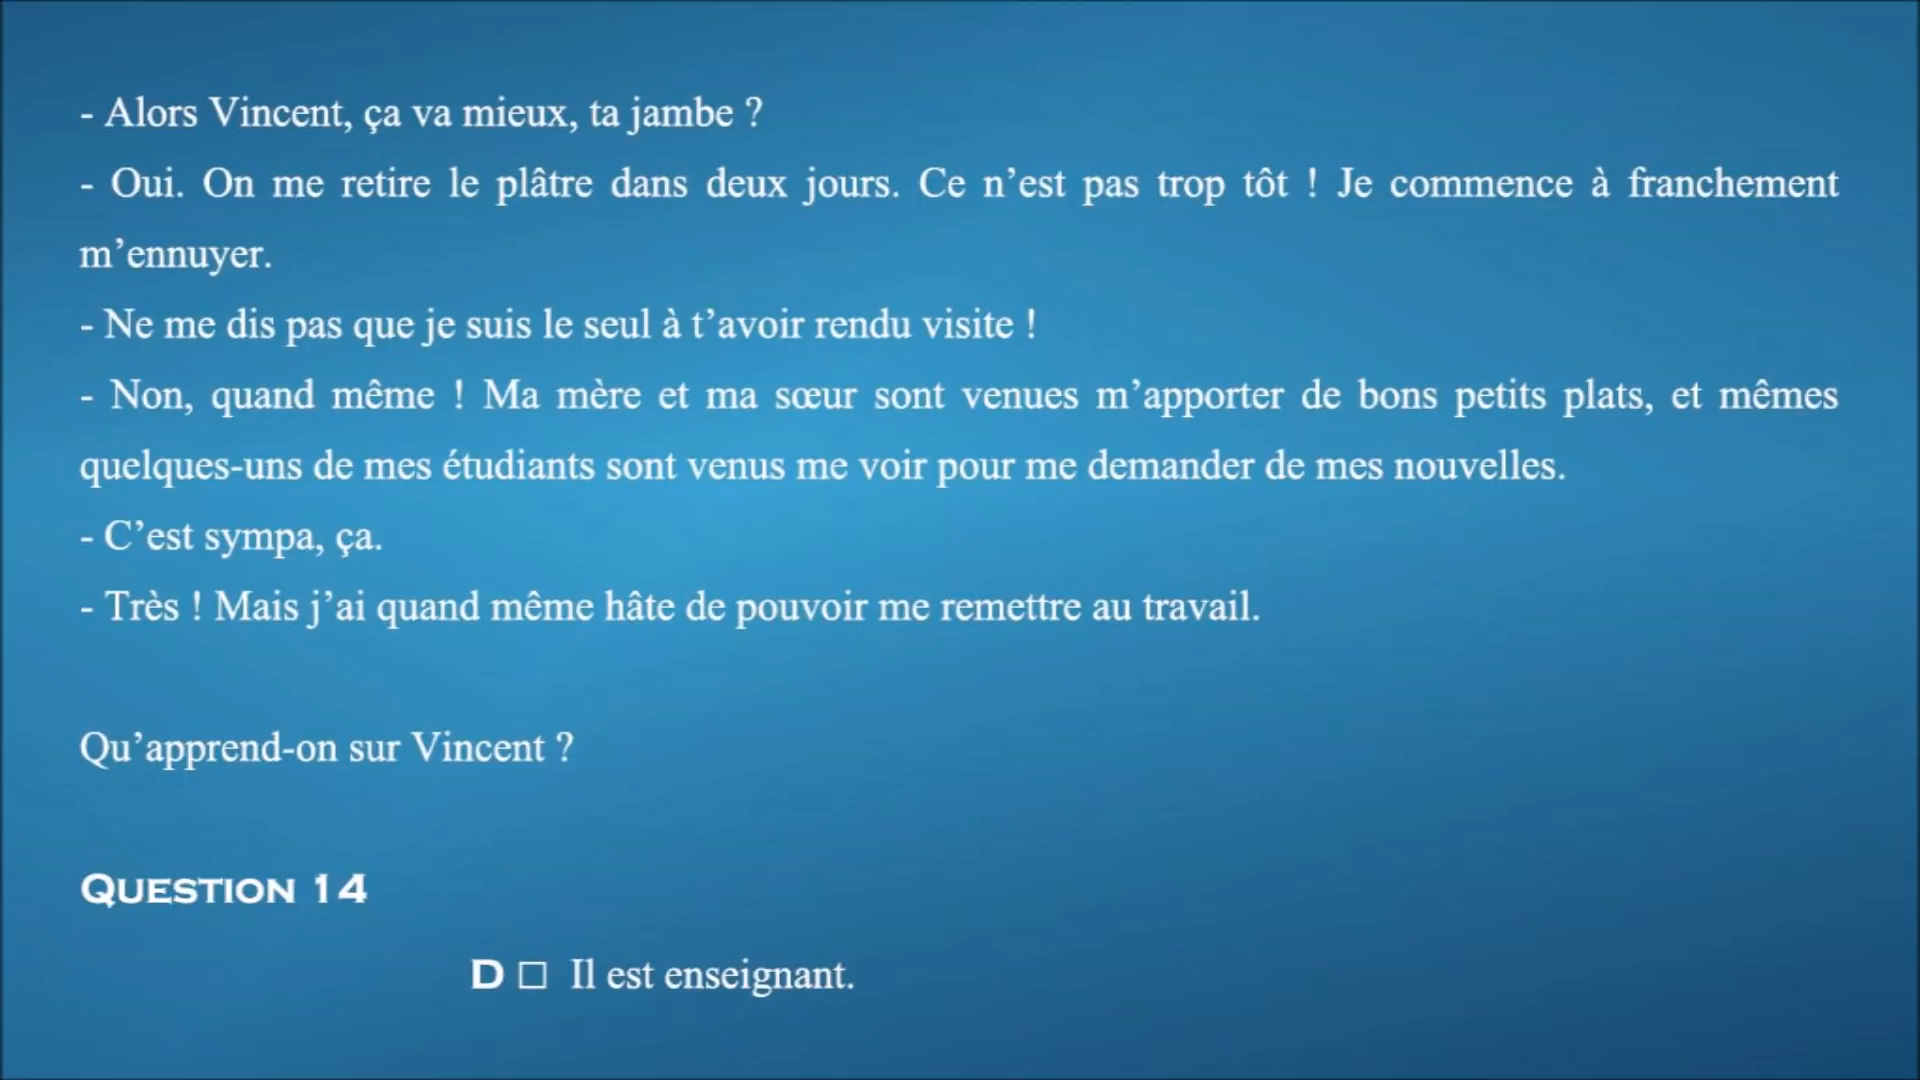 - Alors Vincent, ça va mieux, ta jambe ?
- Oui. On me retire le plâtre dans deux jours. Ce n’est pas trop tôt ! Je commence à franchement
m’ennuyer.
- Ne me dis pas que je suis le seul à t’avoir rendu visite !
- Non, quand même ! Ma mère et ma sœur sont venues m’apporter de bons petits plats, et mêmes
quelques-uns de mes étudiants sont venus me voir pour me demander de mes nouvelles.
- C’est sympa, ça.
- Très ! Mais j’ai quand même hâte de pouvoir me remettre au travail.
Qu’apprend-on sur Vincent ?
QUESTION 14
D □ Il est enseignant.